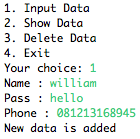 1. Input Data
2. Show Data
3. Delete Data
4. Exit
Your choice: 1
Name : william
Pass : hello
Phone : 081213168945
New data is added